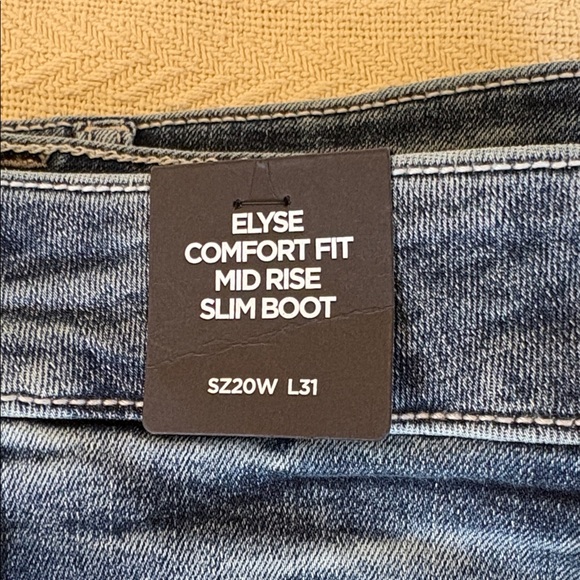 ELYSE
COMFORT FIT
MID RISE
SLIM BOOT
SZ20W L31